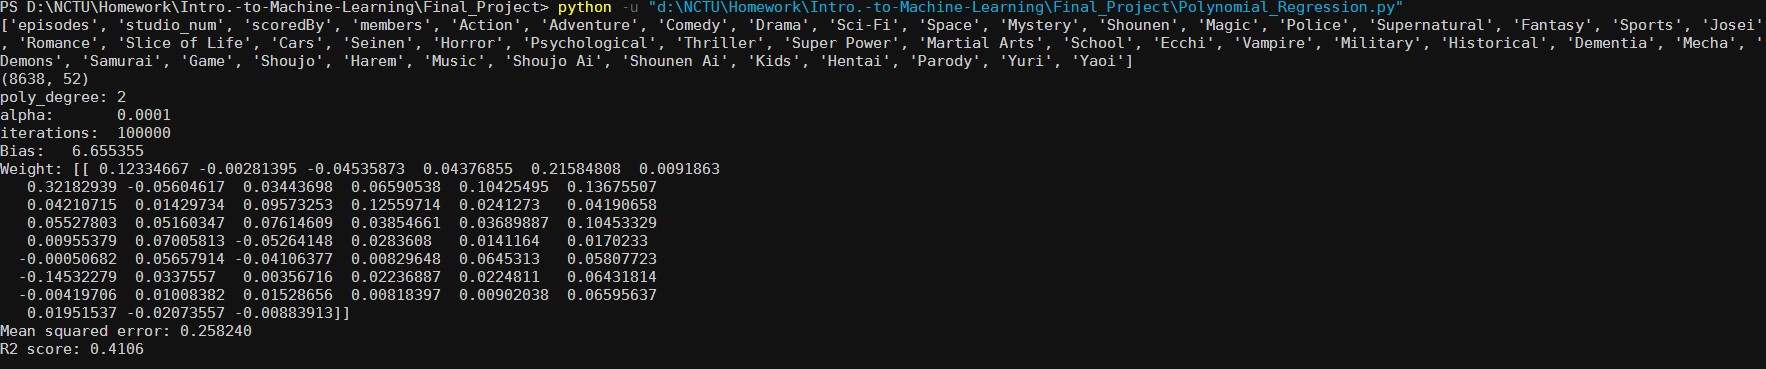 PS D:\NCTU\Homework\Intro.-to-Machine-Learning\Final_Project> python -u "d:\NCTU\Homework\Intro.-to-Machine-Learning\Final_Project\Polynomial_Regression.py"
['episodes', 'studio_num', 'scoredBy', 'members', 'Action', 'Adventure', 'Comedy', 'Drama', 'Sci-Fi', 'Space', 'Mystery', 'Shounen', 'Magic', 'Police', 'Supernatural', 'Fantasy', 'Sports', 'Josei'
, 'Romance', 'Slice of Life', 'Cars', 'Seinen', 'Horror', 'Psychological', 'Thriller', 'Super Power', 'Martial Arts', 'School', 'Ecchi', 'Vampire', 'Military', 'Historical', 'Dementia', 'Mecha', '
Demons', 'Samurai', 'Game', 'Shoujo', 'Harem', 'Music', 'Shoujo Ai', 'Shounen Ai', 'Kids', 'Hentai', 'Parody', 'Yuri', 'Yaoi']
(8638, 52)
poly_degree: 2
alpha:       0.0001
iterations:  100000
Bias:   6.655355
Weight: [[ 0.12334667 -0.00281395 -0.04535873  0.04376855  0.21584808  0.0091863
   0.32182939 -0.05604617  0.03443698  0.06590538  0.10425495  0.13675507
   0.04210715  0.01429734  0.09573253  0.12559714  0.0241273   0.04190658
   0.05527803  0.05160347  0.07614609  0.03854661  0.03689887  0.10453329
   0.00955379  0.07005813 -0.05264148  0.0283608   0.0141164   0.0170233
  -0.00050682  0.05657914 -0.04106377  0.00829648  0.0645313   0.05807723
  -0.14532279  0.0337557   0.00356716  0.02236887  0.0224811   0.06431814
  -0.00419706  0.01008382  0.01528656  0.00818397  0.00902038  0.06595637
   0.01951537 -0.02073557 -0.00883913]]
Mean squared error: 0.258240
R2 score: 0.4106